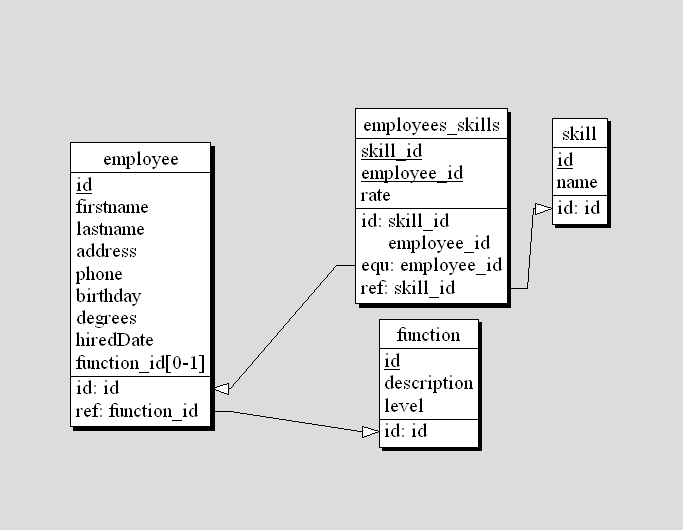 employee
id
firstname
lastname
address
phone
birthday
degrees
hiredDate
function_id[0-1]
id: id
ref: function_id
employees_skills
skill_id
employee_id
rate
id: skill_id
employee_id
equ: employee_id
ref: skill_id
skill
id
name
id: id
function
id
description
level
id: id